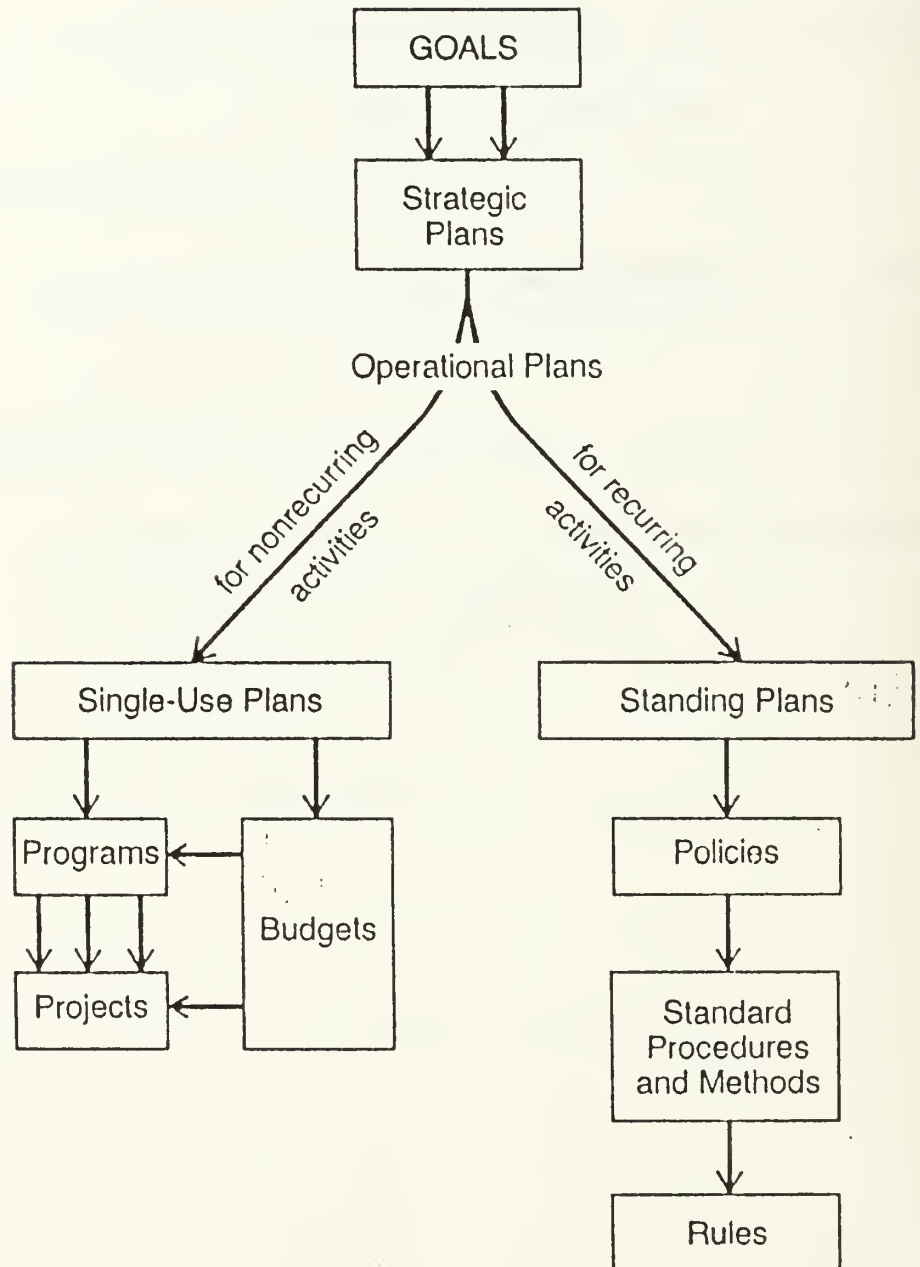 GOALS
Strategic
Plans
Operational Plans
for nonrecurring
activities
for recurring
activities
Single-Use Plans
Standing Plans
Programs
Budgets
Projects
Policies
Standard
Procedures
and Methods
Rules